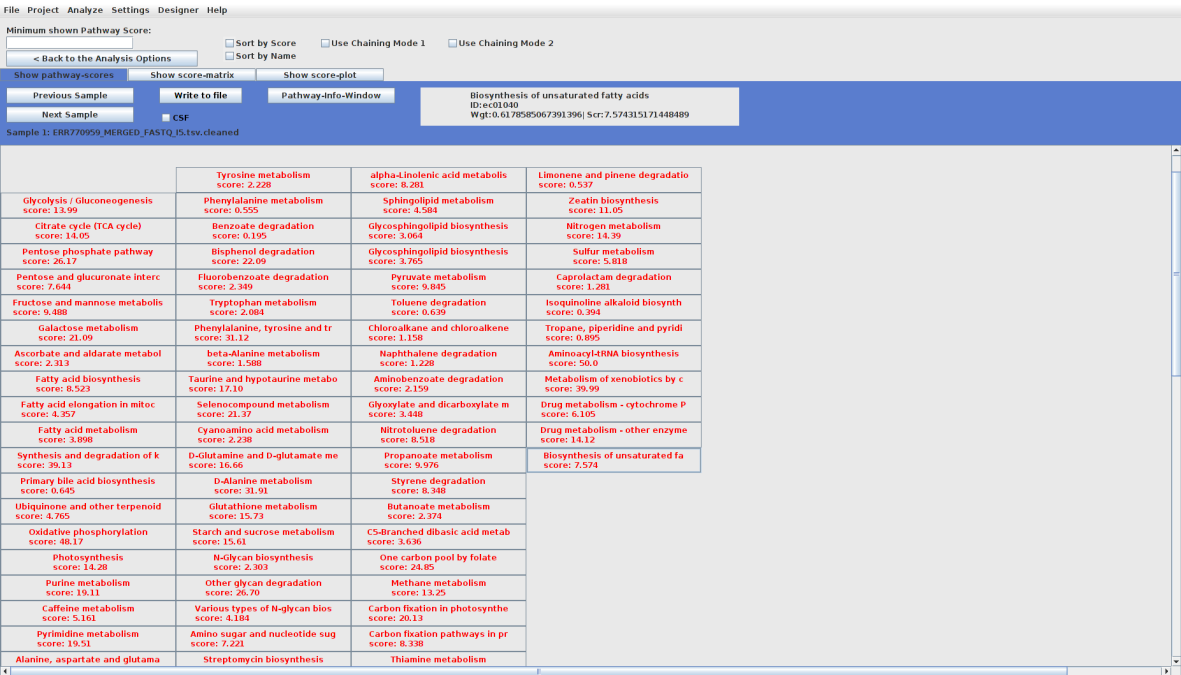 File Project Analyze Settings Designer Help
Minimum shown Pathway Score:
Sort by Score Use Chaining Mode 1 Use Chaining Mode 2
< Back to the Analysis Options Sort by Name
Show pathway-scores Show score-matrix Show score-plot
Previous Sample Write to file Pathway-Info-Window
Next Sample CSF
Biosynthesis of unsaturated fatty acids
ID:ec01040
Wgt:0.6178585067391396| Scr:7.574315171448489
Sample 1: ERR770959_MERGED_FASTQ_I5.tsv.cleaned
Tyrosine metabolism alpha-Linolenic acid metabolis Limonene and pinene degradatio
score: 2.228 score: 8.281 score: 0.537
Glycolysis / Gluconeogenesis Phenylalanine metabolism Sphingolipid metabolism Zeatin biosynthesis
score: 13.99 score: 0.555 score: 4.584 score: 11.05
Citrate cycle (TCA cycle) Benzoate degradation Glycosphingolipid biosynthesis Nitrogen metabolism
score: 14.05 score: 0.195 score: 3.064 score: 14.39
Pentose phosphate pathway Bisphenol degradation Glycosphingolipid biosynthesis Sulfur metabolism
score: 26.17 score: 22.09 score: 3.765 score: 5.818
Pentose and glucuronate interc Fluorobenzoate degradation Pyruvate metabolism Caprolactam degradation
score: 7.644 score: 2.349 score: 9.845 score: 1.281
Fructose and mannose metabolis Tryptophan metabolism Toluene degradation Isoquinoline alkaloid biosynth
score: 9.488 score: 2.084 score: 0.639 score: 0.394
Galactose metabolism Phenylalanine, tyrosine and tr Chloroalkane and chloroalkene Tropane, piperidine and pyridi
score: 21.09 score: 31.12 score: 1.158 score: 0.895
Ascorbate and aldarate metabol beta-Alanine metabolism Naphthalene degradation Aminoacyl-tRNA biosynthesis
score: 2.313 score: 1.588 score: 1.228 score: 50.0
Fatty acid biosynthesis Taurine and hypotaurine metabo Aminobenzoate degradation Metabolism of xenobiotics by c
score: 8.523 score: 17.10 score: 2.159 score: 39.99
Fatty acid elongation in mitoc Selenocompound metabolism Glyoxylate and dicarboxylate m Drug metabolism - cytochrome P
score: 4.357 score: 21.37 score: 3.448 score: 6.105
Fatty acid metabolism Cyanoamino acid metabolism Nitrotoluene degradation Drug metabolism - other enzyme
score: 3.898 score: 2.238 score: 8.518 score: 14.12
Synthesis and degradation of k D-Glutamine and D-glutamate me Propanoate metabolism Biosynthesis of unsaturated fa
score: 39.13 score: 16.66 score: 9.976 score: 7.574
Primary bile acid biosynthesis D-Alanine metabolism Styrene degradation
score: 0.645 score: 31.91 score: 8.348
Ubiquinone and other terpenoid Glutathione metabolism Butanoate metabolism
score: 4.765 score: 15.73 score: 2.374
Oxidative phosphorylation Starch and sucrose metabolism C5-Branched dibasic acid metab
score: 48.17 score: 15.61 score: 3.636
Photosynthesis N-Glycan biosynthesis One carbon pool by folate
score: 14.28 score: 2.303 score: 24.85
Purine metabolism Other glycan degradation Methane metabolism
score: 19.11 score: 26.70 score: 13.25
Caffeine metabolism Various types of N-glycan bios Carbon fixation in photosynthe
score: 5.161 score: 4.184 score: 20.13
Pyrimidine metabolism Amino sugar and nucleotide sug Carbon fixation pathways in pr
score: 19.51 score: 7.221 score: 8.338
Alanine, aspartate and glutama Streptomycin biosynthesis Thiamine metabolism